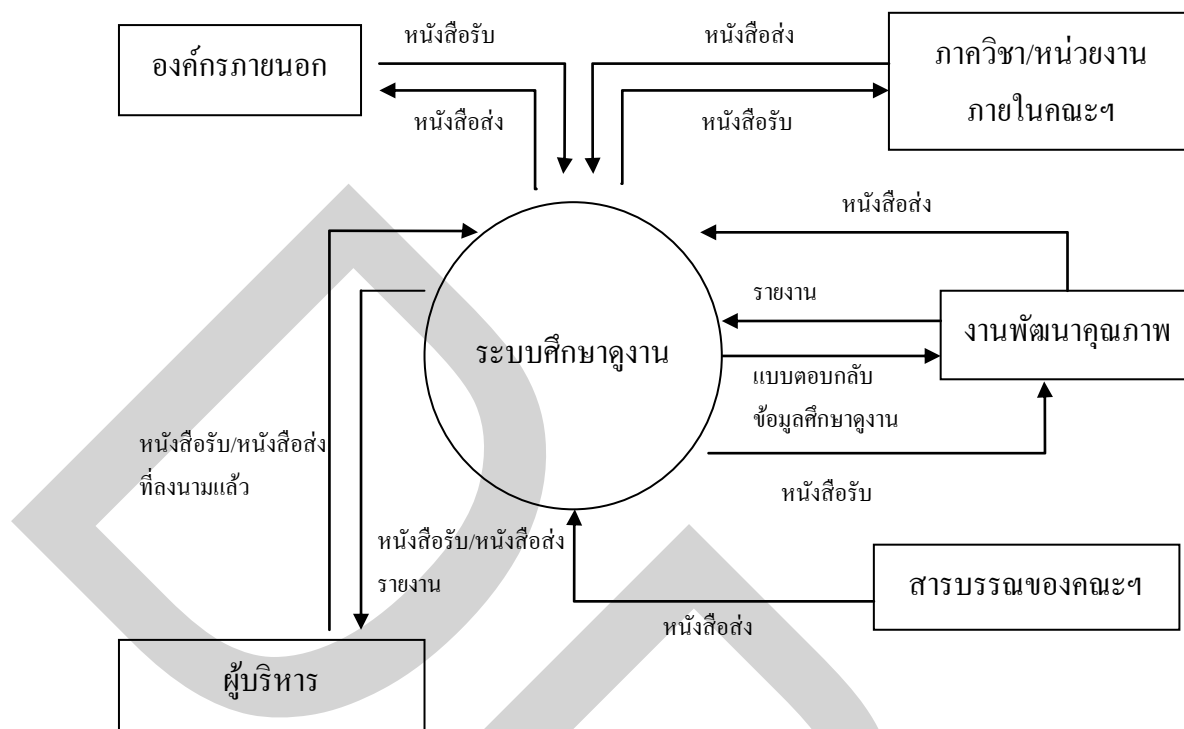 หนังสือรับ
หนังสือส่ง
องค์กรภายนอก
ภาควิชา/หน่วยงาน
ภายในคณะฯ
หนังสือส่ง
หนังสือรับ
หนังสือส่ง
รายงาน
ระบบศึกษาดูงาน
งานพัฒนาคุณภาพ
แบบตอบกลับ
ข้อมูลศึกษาดูงาน
หนังสือรับ/หนังสือส่ง
ที่ลงนามแล้ว
หนังสือรับ
หนังสือรับ/หนังสือส่ง
รายงาน
สารบรรณของคณะฯ
หนังสือส่ง
ผู้บริหาร